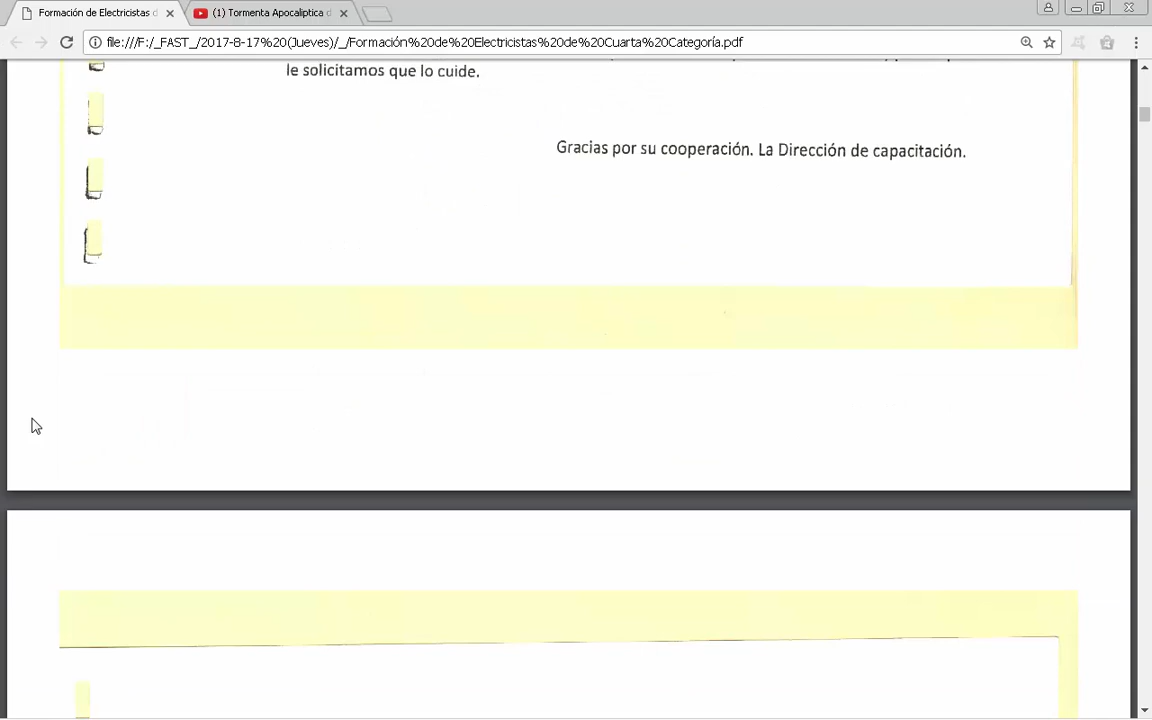 Formación de Electricistas d
(1) Tormenta Apocaliptica d
file:///F:/_FAST_/2017-8-17%20(Jueves)/_/Formación%20de%20Electricistas%20de%20Cuarta%20Categoría.pdf
le solicitamos que lo cuide.
Gracias por su cooperación. La Dirección de capacitación.